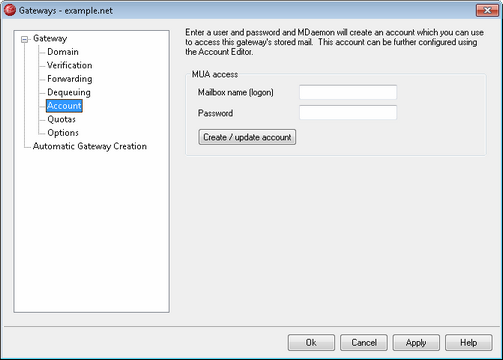 Gateways - example.net
Gateway
Domain
Verification
Forwarding
Dequeuing
Account
Quotas
Options
Automatic Gateway Creation
Enter a user and password and MDaemon will create an account which you can use
to access this gateway's stored mail. This account can be further configured using
the Account Editor.
MUA access
Mailbox name (logon)
Password
Create / update account
Ok
Cancel
Apply
Help